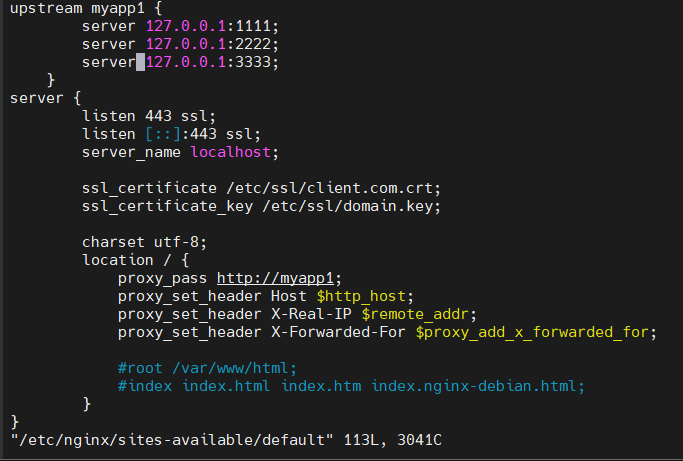 upstream myapp1 {
        server 127.0.0.1:1111;
        server 127.0.0.1:2222;
        server 127.0.0.1:3333;
    }
server {
        listen 443 ssl;
        listen [::]:443 ssl;
        server_name localhost;

        ssl_certificate /etc/ssl/client.com.crt;
        ssl_certificate_key /etc/ssl/domain.key;

        charset utf-8;
        location / {
            proxy_pass http://myapp1;
            proxy_set_header Host $http_host;
            proxy_set_header X-Real-IP $remote_addr;
            proxy_set_header X-Forwarded-For $proxy_add_x_forwarded_for;

            #root /var/www/html;
            #index index.html index.htm index.nginx-debian.html;
        }
}
"/etc/nginx/sites-available/default" 113L, 3041C